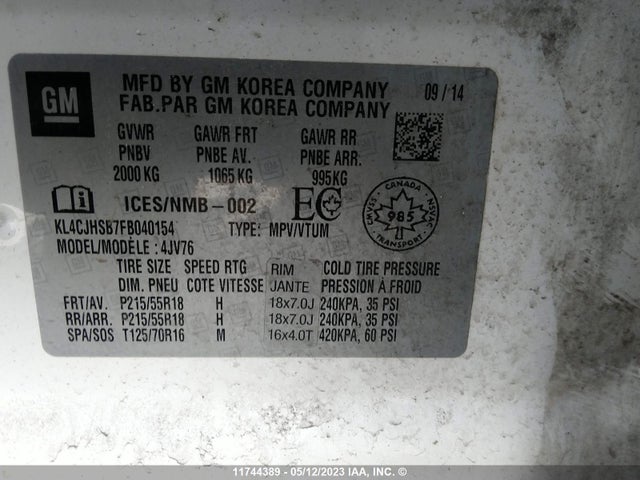 GM
MFD BY GM KOREA COMPANY 09/14
FAB.PAR GM KOREA COMPANY
GVWR GAWR FRT GAWR RR
PNBV PNBE AV. PNBE ARR.
2000 KG 1065 KG 995KG
ICES/NMB-002 EC
KL4CJHSB7FB040154 TYPE: MPV/VTUM
CANADA
CMVSS 985 NSVAC
TRANSPORT
MODEL/MODÈLE: 4JV76
TIRE SIZE SPEED RTG RIM COLD TIRE PRESSURE
DIM. PNEU COTE VITESSE JANTE PRESSION À FROID
FRT/AV. P215/55R18 H 18x7.0J 240KPA, 35 PSI
RR/ARR. P215/55R18 H 18x7.0J 240KPA, 35 PSI
SPA/SOS T125/70R16 M 16x4.0T 420KPA, 60 PSI
11744389 - 05/12/2023 IAA, INC. ©